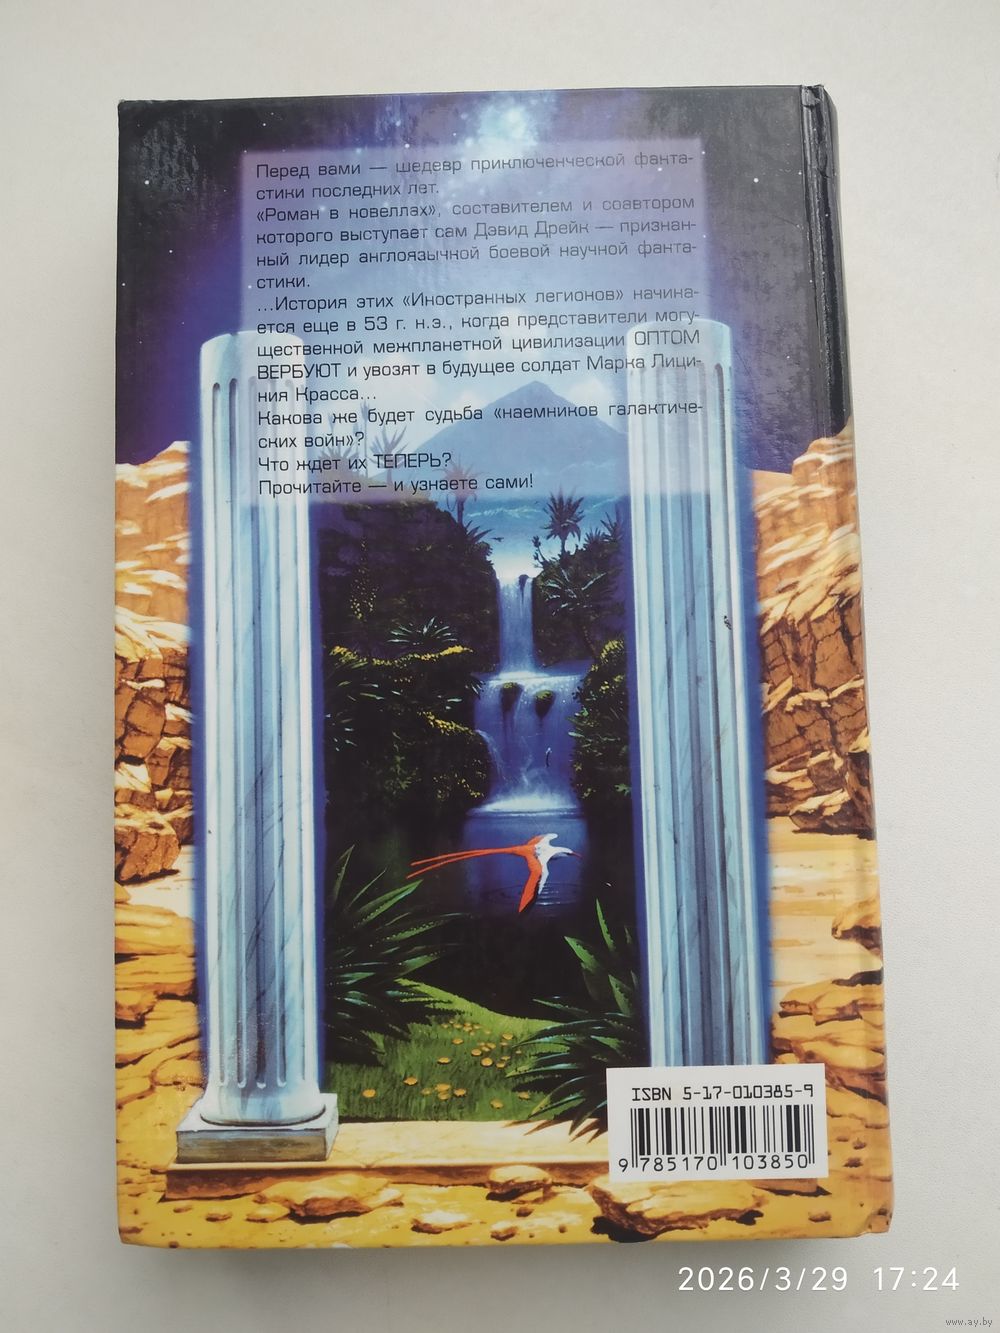 Перед вами — шедевр приключенческой фанта-
стики последних лет.
«Роман в новеллах», составителем и соавтором
которого выступает сам Дэвид Дрейк — признан-
ный лидер англоязычной боевой научной фанта-
стики.
...История этих «Иностранных легионов» начина-
ется еще в 53 г. н.э., когда представители могу-
щественной межпланетной цивилизации ОПТОМ
ВЕРБУЮТ и увозят в будущее солдат Марка Лици-
ния Красса...
Какова же будет судьба «наемников галактиче-
ских войн»?
Что ждет их ТЕПЕРЬ?
Прочитайте — и узнаете сами!
ISBN 5-17-010385-9
9 785170 103850
2026/3/29 17:24
www.ay.by